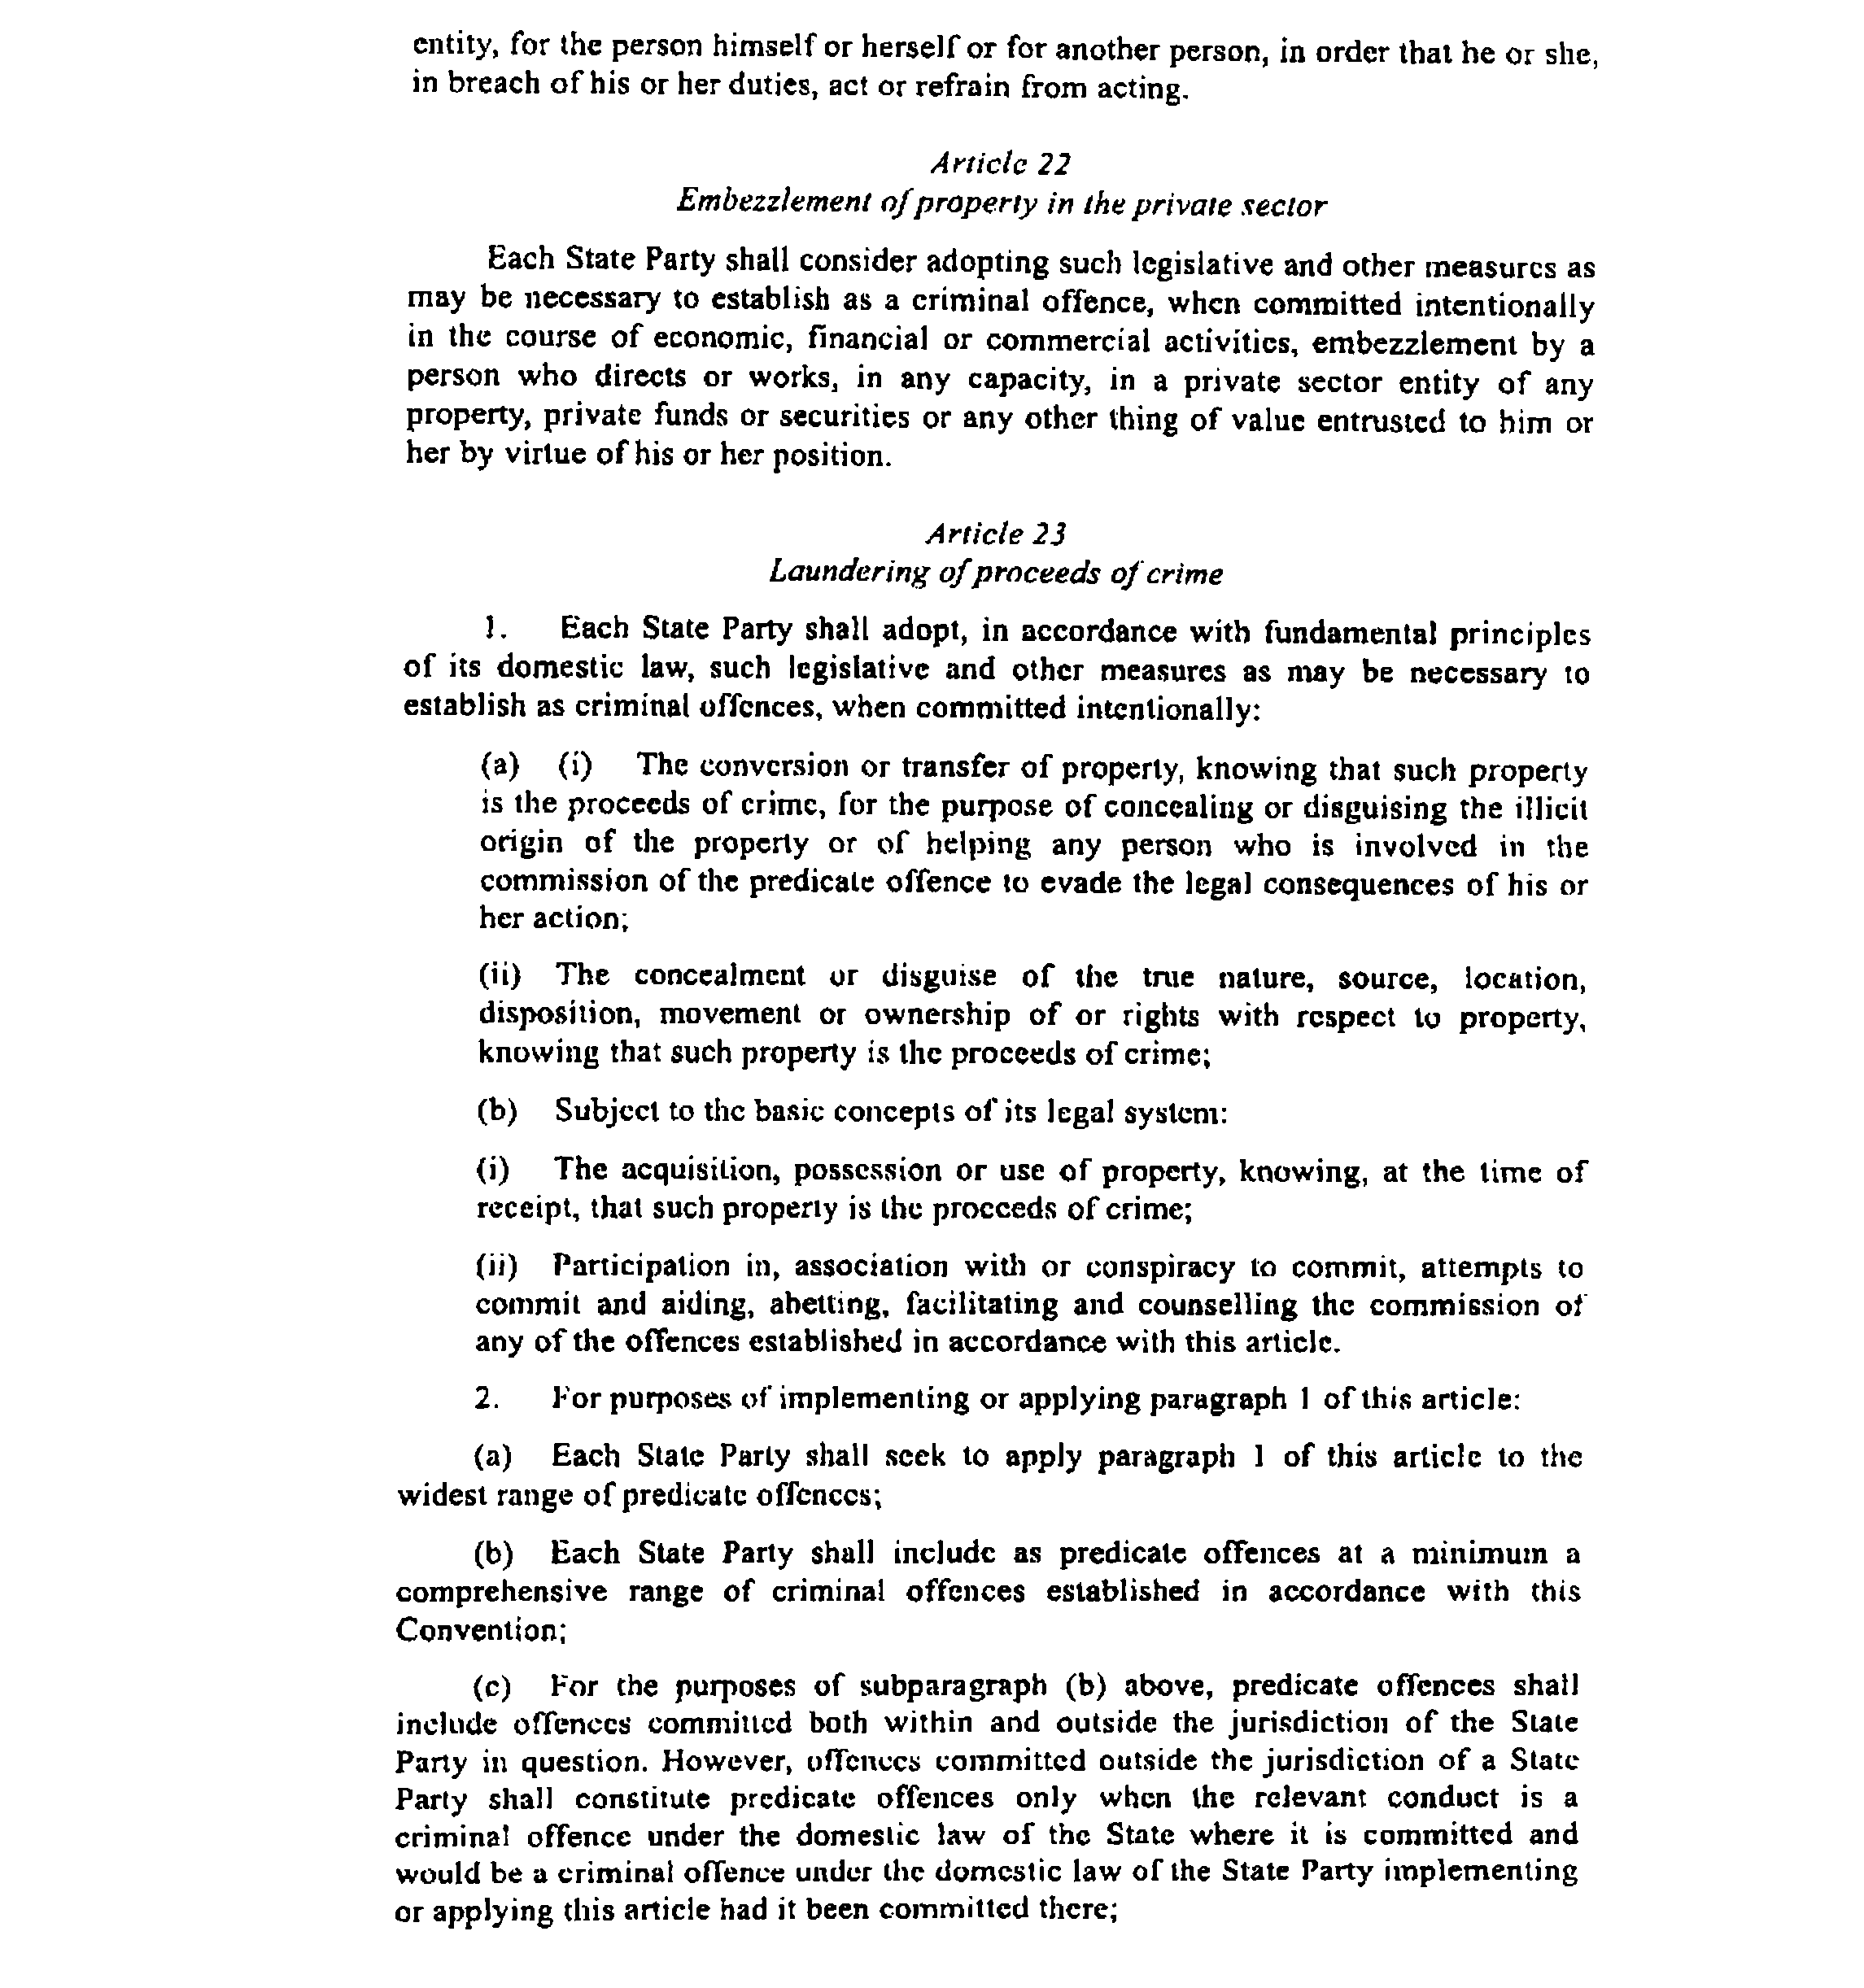 entity, for the person himself or herself or for another person, in order that he or she,
in breach of his or her duties, act or refrain from acting.
Article 22
Embezzlement of property in the private sector
Each State Party shall consider adopting such legislative and other measures as
may be necessary to establish as a criminal offence, when committed intentionally
in the course of economic, financial or commercial activities, embezzlement by a
person who directs or works, in any capacity, in a private sector entity of any
property, private funds or securities or any other thing of value entrusted to him or
her by virtue of his or her position.
Article 23
Laundering of proceeds of crime
1. Each State Party shall adopt, in accordance with fundamental principles
of its domestic law, such legislative and other measures as may be necessary to
establish as criminal offences, when committed intentionally:
(a) (i) The conversion or transfer of property, knowing that such property
is the proceeds of crime, for the purpose of concealing or disguising the illicit
origin of the property or of helping any person who is involved in the
commission of the predicate offence to evade the legal consequences of his or
her action;
(ii) The concealment or disguise of the true nature, source, location,
disposition, movement or ownership of or rights with respect to property,
knowing that such property is the proceeds of crime;
(b) Subject to the basic concepts of its legal system:
(i) The acquisition, possession or use of property, knowing, at the time of
receipt, that such property is the proceeds of crime;
(ii) Participation in, association with or conspiracy to commit, attempts to
commit and aiding, abetting, facilitating and counselling the commission of
any of the offences established in accordance with this article.
2. For purposes of implementing or applying paragraph 1 of this article:
(a) Each State Party shall seek to apply paragraph 1 of this article to the
widest range of predicate offences;
(b) Each State Party shall include as predicate offences at a minimum a
comprehensive range of criminal offences established in accordance with this
Convention;
(c) For the purposes of subparagraph (b) above, predicate offences shall
include offences committed both within and outside the jurisdiction of the State
Party in question. However, offences committed outside the jurisdiction of a State
Party shall constitute predicate offences only when the relevant conduct is a
criminal offence under the domestic law of the State where it is committed and
would be a criminal offence under the domestic law of the State Party implementing
or applying this article had it been committed there;